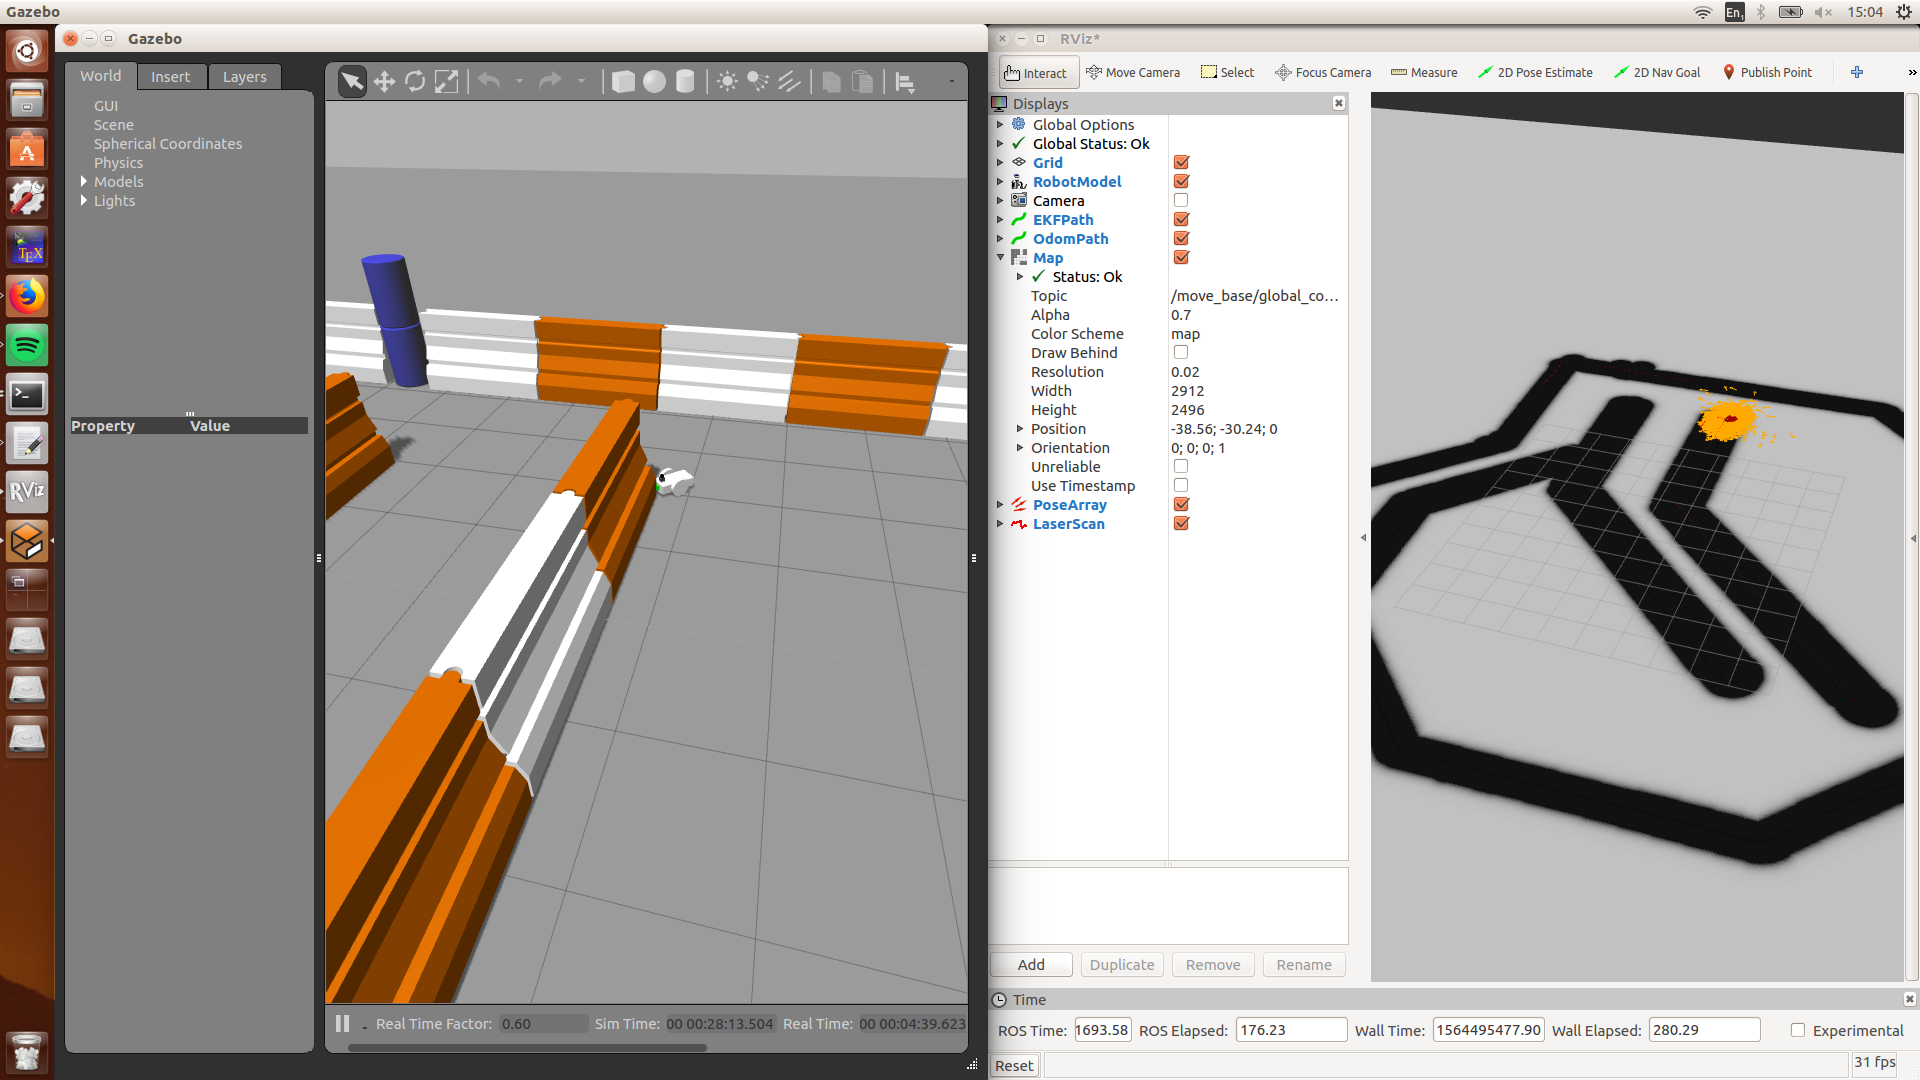 Gazebo
En1
15:04
Gazebo
World Insert Layers
GUI
Scene
Spherical Coordinates
Physics
Models
Lights
Property Value
Real Time Factor: 0.60 Sim Time: 00 00:28:13.504 Real Time: 00 00:04:39.623
TEX
RViz
RViz*
Interact Move Camera Select Focus Camera Measure 2D Pose Estimate 2D Nav Goal Publish Point
Displays
Global Options
Global Status: Ok
Grid
RobotModel
Camera
EKFPath
OdomPath
Map
Status: Ok
Topic /move_base/global_co...
Alpha 0.7
Color Scheme map
Draw Behind
Resolution 0.02
Width 2912
Height 2496
Position -38.56; -30.24; 0
Orientation 0; 0; 0; 1
Unreliable
Use Timestamp
PoseArray
LaserScan
Add Duplicate Remove Rename
Time
ROS Time: 1693.58 ROS Elapsed: 176.23 Wall Time: 1564495477.90 Wall Elapsed: 280.29 Experimental
Reset 31 fps